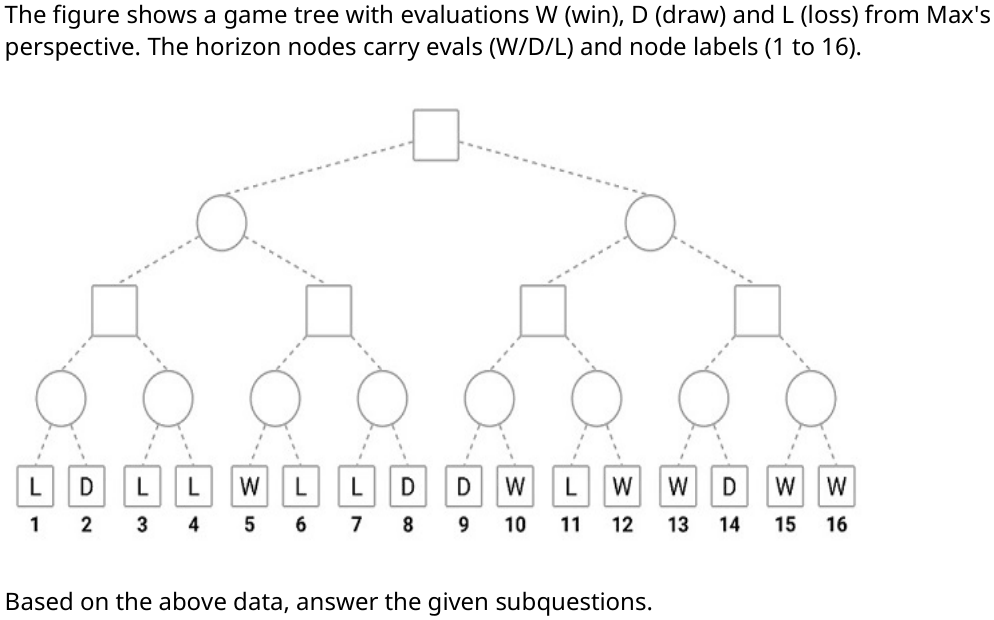 The figure shows a game tree with evaluations W (win), D (draw) and L (loss) from Max's
perspective. The horizon nodes carry evals (W/D/L) and node labels (1 to 16).
L D L L W L L D D W L W W D W W
1 2 3 4 5 6 7 8 9 10 11 12 13 14 15 16
Based on the above data, answer the given subquestions.